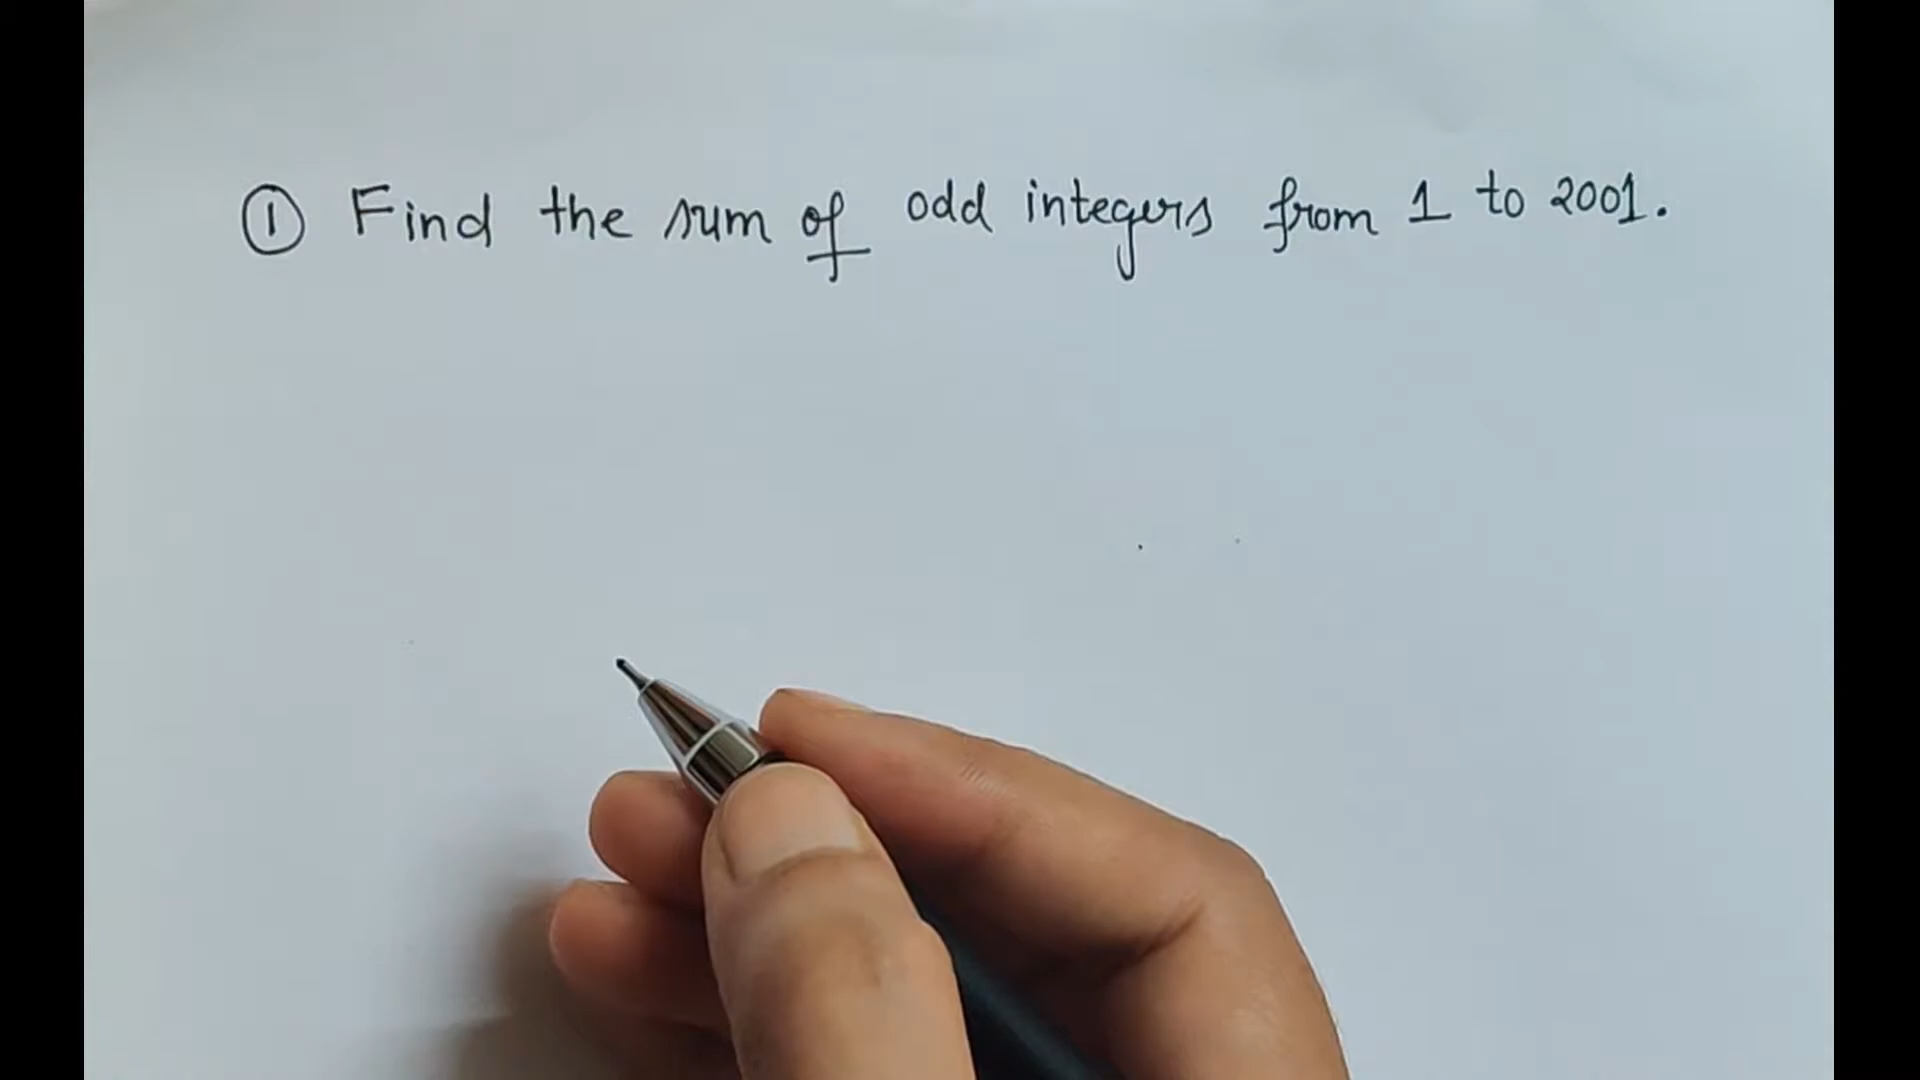 ① Find the sum of odd integers from 1 to 2001.